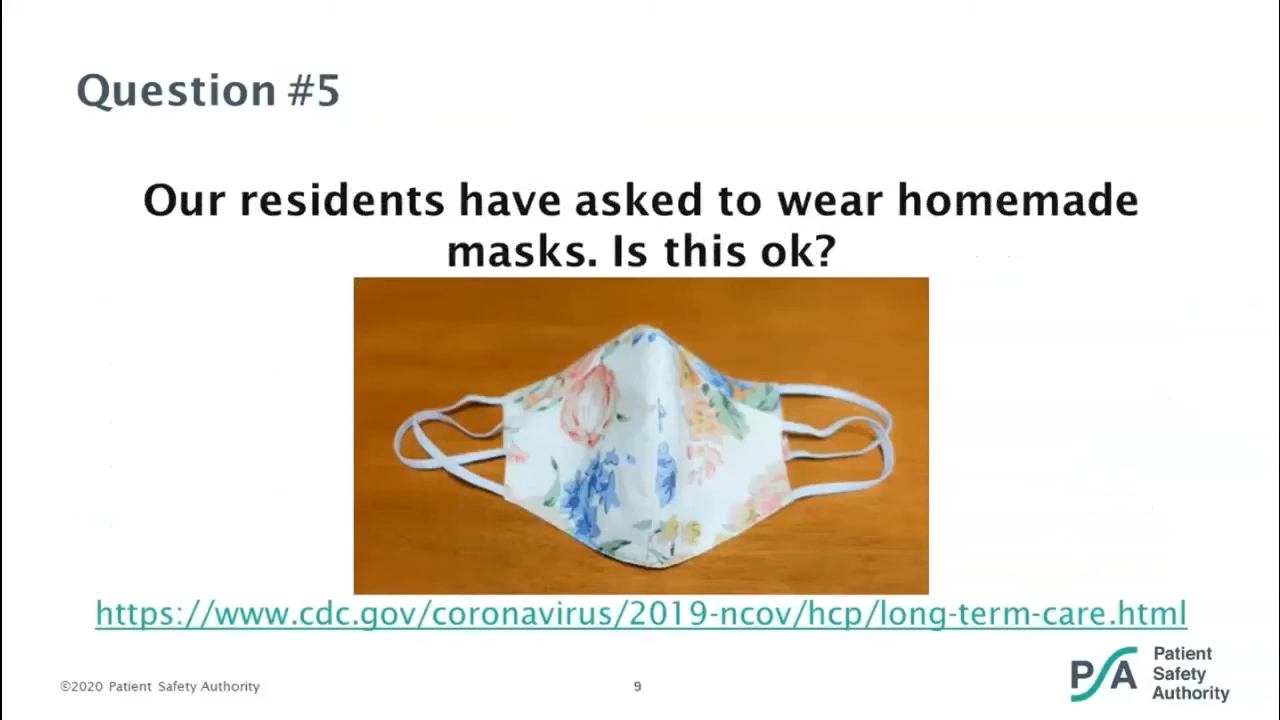 Question #5
Our residents have asked to wear homemade
masks. Is this ok?
https://www.cdc.gov/coronavirus/2019-ncov/hcp/long-term-care.html
©2020 Patient Safety Authority
9
PSA
Patient
Safety
Authority